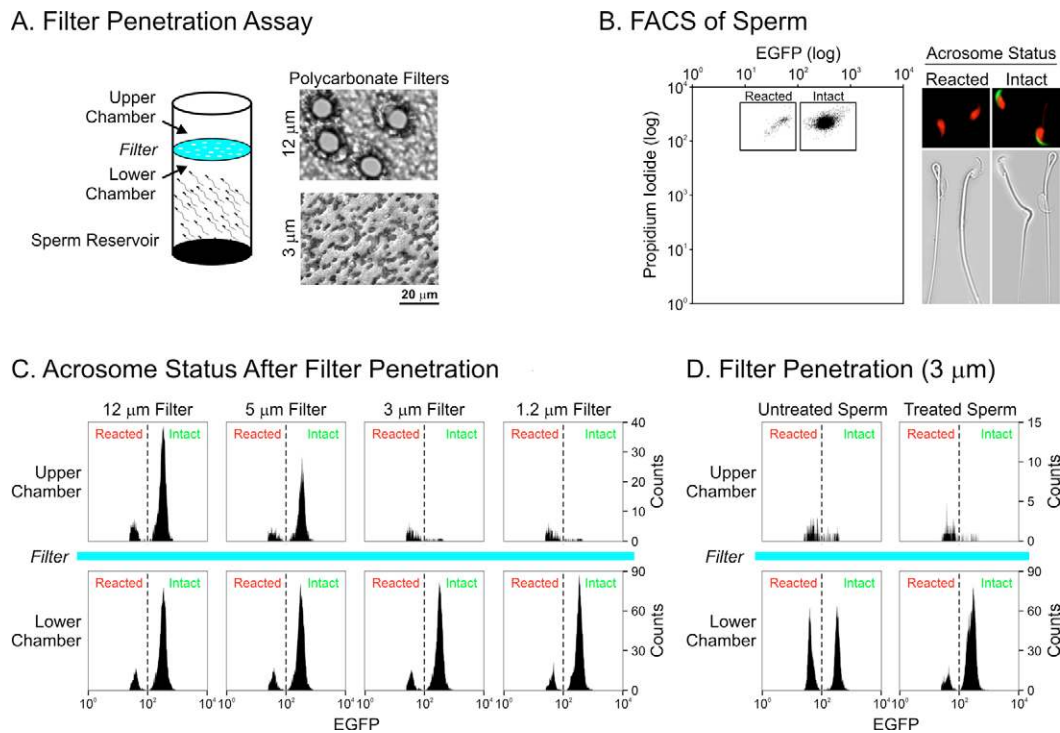 A. Filter Penetration Assay
Upper
Chamber
Filter
Lower
Chamber
Sperm Reservoir
Polycarbonate Filters
12 μm
3 μm
20 μm
B. FACS of Sperm
EGFP (log)
10⁰ 10¹ 10² 10³ 10⁴
Propidium Iodide (log)
10⁴
10²
10³
10¹
10⁰
Reacted Intact
Acrosome Status
Reacted Intact
C. Acrosome Status After Filter Penetration
12 μm Filter 5 μm Filter 3 μm Filter 1.2 μm Filter
Upper
Chamber
Reacted Intact Reacted Intact Reacted Intact Reacted Intact
40
30
20
10
0
Counts
Filter
Lower
Chamber
Reacted Intact Reacted Intact Reacted Intact Reacted Intact
90
60
30
0
Counts
10⁰ 10² 10⁴ 10² 10⁴ 10² 10⁴ 10² 10⁴
EGFP
D. Filter Penetration (3 μm)
Untreated Sperm Treated Sperm
Upper
Chamber
Reacted Intact Reacted Intact
15
10
5
0
Counts
Filter
Lower
Chamber
Reacted Intact Reacted Intact
90
60
30
0
Counts
10⁰ 10² 10⁴ 10² 10⁴
EGFP